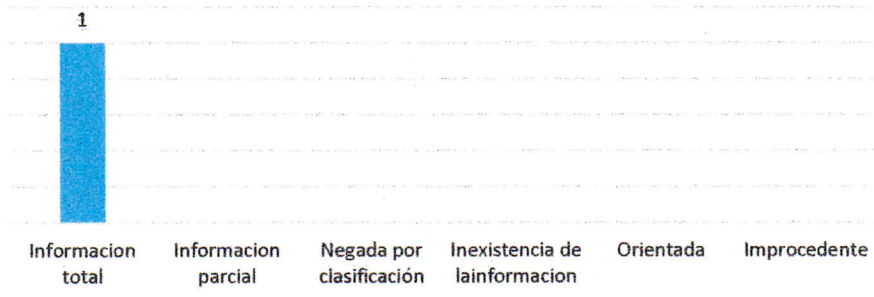 1
Informacion total
Informacion parcial
Negada por clasificación
Inexistencia de lainformacion
Orientada
Improcedente